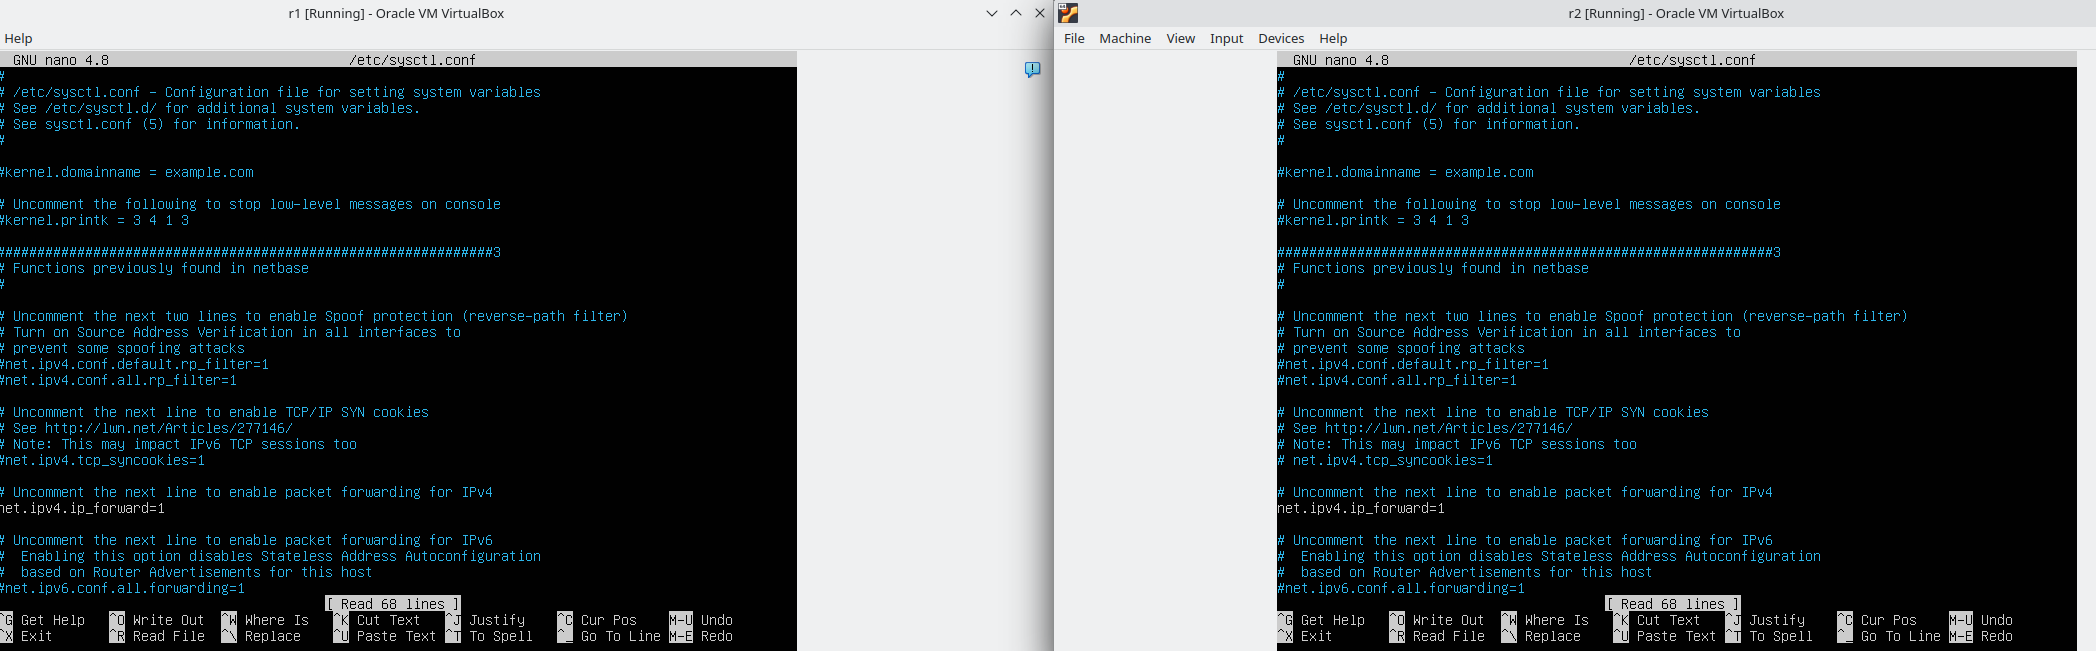 r1 [Running] - Oracle VM VirtualBox
Help
GNU nano 4.8 /etc/sysctl.conf
#
# /etc/sysctl.conf - Configuration file for setting system variables
# See /etc/sysctl.d/ for additional system variables.
# See sysctl.conf (5) for information.
#
#kernel.domainname = example.com
# Uncomment the following to stop low-level messages on console
#kernel.printk = 3 4 1 3
##############################################################3
# Functions previously found in netbase
#
# Uncomment the next two lines to enable Spoof protection (reverse-path filter)
# Turn on Source Address Verification in all interfaces to
# prevent some spoofing attacks
#net.ipv4.conf.default.rp_filter=1
#net.ipv4.conf.all.rp_filter=1
# Uncomment the next line to enable TCP/IP SYN cookies
# See http://lwn.net/Articles/277146/
# Note: This may impact IPv6 TCP sessions too
#net.ipv4.tcp_syncookies=1
# Uncomment the next line to enable packet forwarding for IPv4
net.ipv4.ip_forward=1
# Uncomment the next line to enable packet forwarding for IPv6
#  Enabling this option disables Stateless Address Autoconfiguration
#  based on Router Advertisements for this host
#net.ipv6.conf.all.forwarding=1
[ Read 68 lines ]
^G Get Help ^O Write Out ^W Where Is ^K Cut Text ^J Justify ^C Cur Pos M-U Undo
^X Exit ^R Read File ^\ Replace ^U Paste Text ^T To Spell ^_ Go To Line M-E Redo
r2 [Running] - Oracle VM VirtualBox
File Machine View Input Devices Help
GNU nano 4.8 /etc/sysctl.conf
#
# /etc/sysctl.conf - Configuration file for setting system variables
# See /etc/sysctl.d/ for additional system variables.
# See sysctl.conf (5) for information.
#
#kernel.domainname = example.com
# Uncomment the following to stop low-level messages on console
#kernel.printk = 3 4 1 3
##############################################################3
# Functions previously found in netbase
#
# Uncomment the next two lines to enable Spoof protection (reverse-path filter)
# Turn on Source Address Verification in all interfaces to
# prevent some spoofing attacks
#net.ipv4.conf.default.rp_filter=1
#net.ipv4.conf.all.rp_filter=1
# Uncomment the next line to enable TCP/IP SYN cookies
# See http://lwn.net/Articles/277146/
# Note: This may impact IPv6 TCP sessions too
# net.ipv4.tcp_syncookies=1
# Uncomment the next line to enable packet forwarding for IPv4
net.ipv4.ip_forward=1
# Uncomment the next line to enable packet forwarding for IPv6
#  Enabling this option disables Stateless Address Autoconfiguration
#  based on Router Advertisements for this host
#net.ipv6.conf.all.forwarding=1
[ Read 68 lines ]
^G Get Help ^O Write Out ^W Where Is ^K Cut Text ^J Justify ^C Cur Pos M-U Undo
^X Exit ^R Read File ^\ Replace ^U Paste Text ^T To Spell ^_ Go To Line M-E Redo